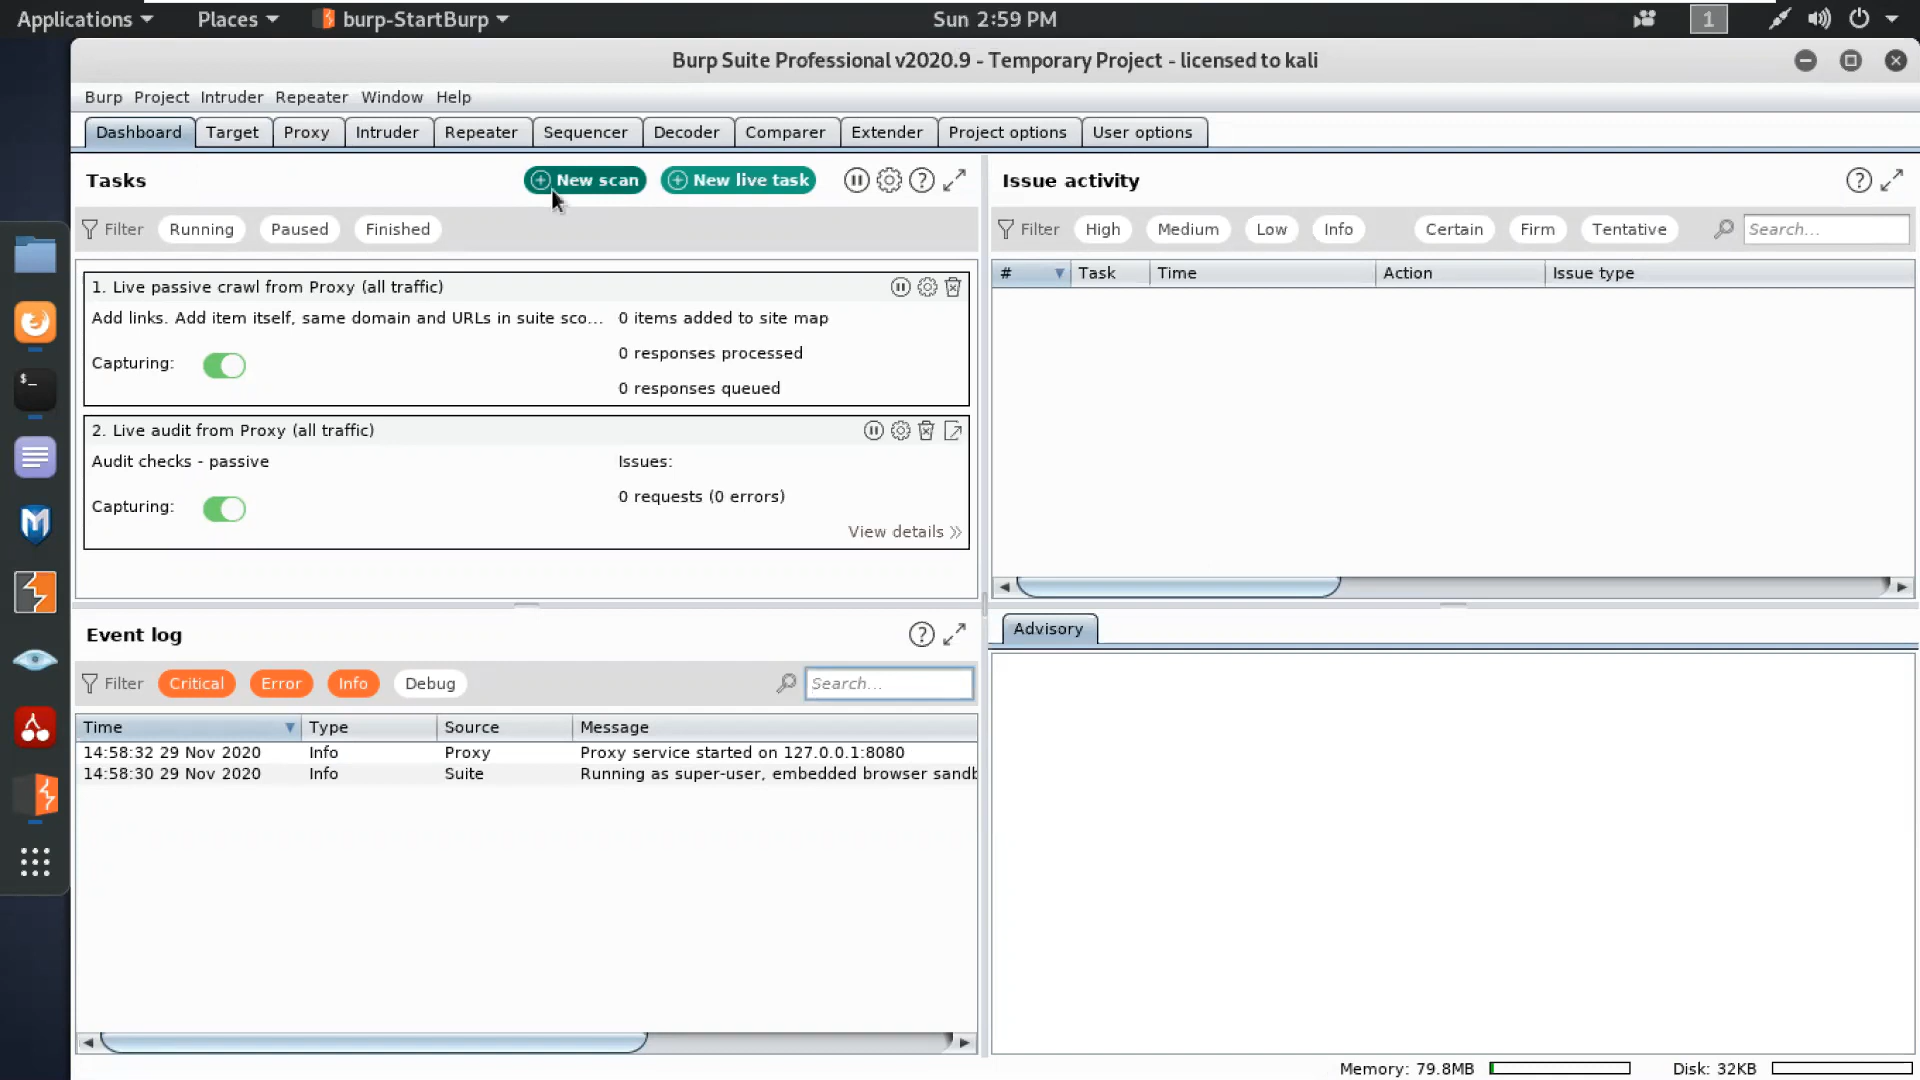 Applications Places burp-StartBurp Sun 2:59 PM 1
Burp Suite Professional v2020.9 - Temporary Project - licensed to kali
Burp Project Intruder Repeater Window Help
Dashboard Target Proxy Intruder Repeater Sequencer Decoder Comparer Extender Project options User options
Tasks New scan New live task
Filter Running Paused Finished
1. Live passive crawl from Proxy (all traffic)
Add links. Add item itself, same domain and URLs in suite sco... 0 items added to site map
0 responses processed
Capturing:
0 responses queued
2. Live audit from Proxy (all traffic)
Audit checks - passive Issues:
0 requests (0 errors)
Capturing:
View details
Issue activity
Filter High Medium Low Info Certain Firm Tentative Search...
# Task Time Action Issue type
Event log
Filter Critical Error Info Debug Search...
Time Type Source Message
14:58:32 29 Nov 2020 Info Proxy Proxy service started on 127.0.0.1:8080
14:58:30 29 Nov 2020 Info Suite Running as super-user, embedded browser sandb
Advisory
Memory: 79.8MB Disk: 32KB